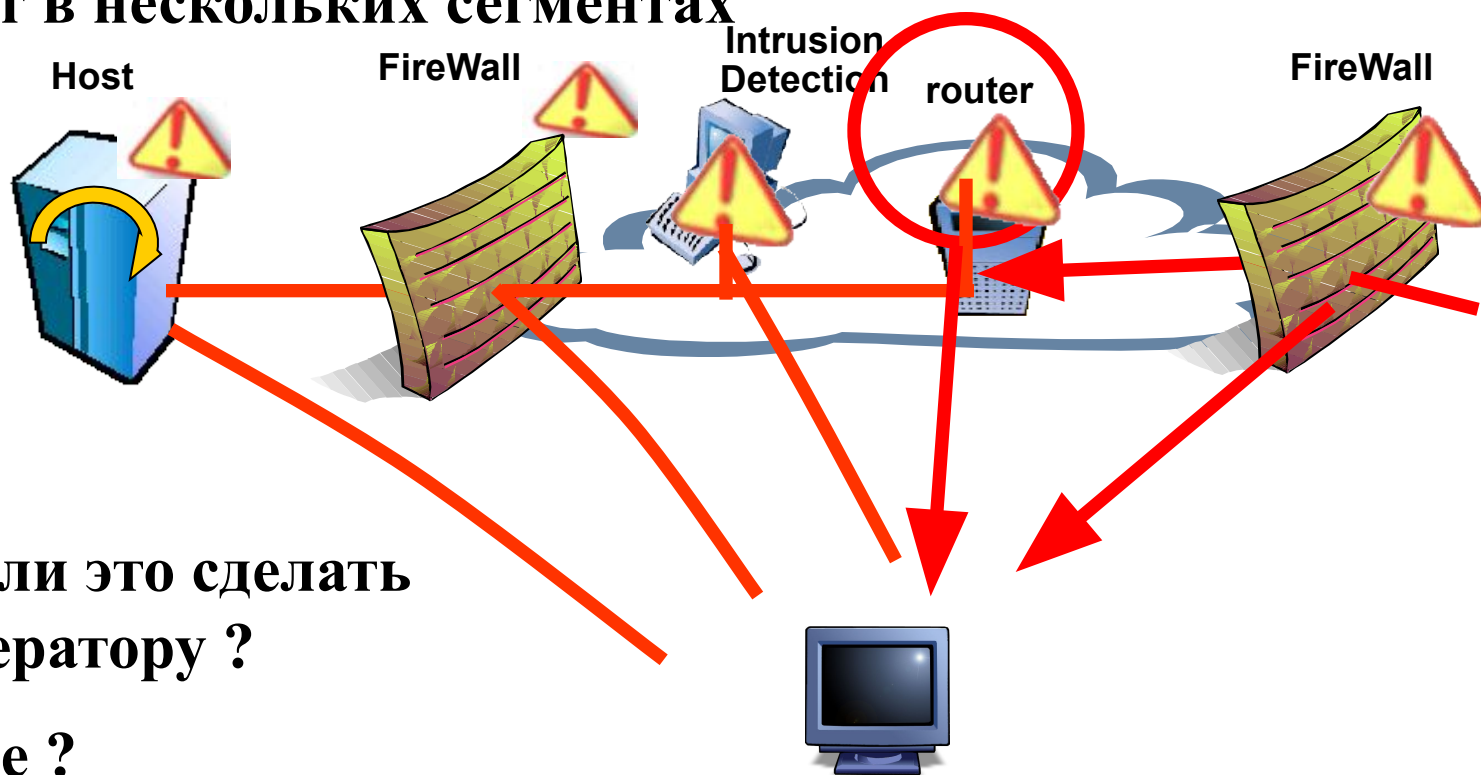 т в нескольких сегментах
Host
FireWall
Intrusion
Detection
router
FireWall
ли это сделать
ератору ?
е ?